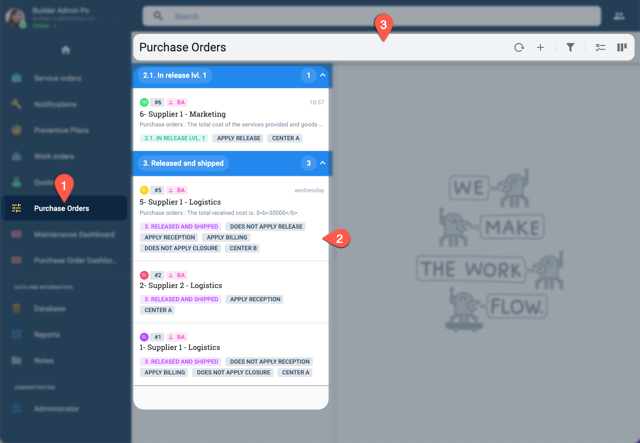 Builder Admin Po
Online
Search
3
Purchase Orders
Service orders
Notifications
Preventive Plans
Work orders
Quote
1
Purchase Orders
Maintenance Dashboard
Purchase Order Dashbo...
DATA AND INFORMATION
Database
Reports
Notes
ADMINISTRATION
Administrator
2.1. In release lvl. 1
1
#6
BA
10:57
6- Supplier 1 - Marketing
Purchase orders : The total cost of the services provided and goods ...
2.1. IN RELEASE LVL. 1
APPLY RELEASE
CENTER A
3. Released and shipped
3
#5
BA
wednesday
5- Supplier 1 - Logistics
Purchase orders : The total received cost is: $<b>30000</b>
3. RELEASED AND SHIPPED
DOES NOT APPLY RELEASE
APPLY RECEPTION
APPLY BILLING
DOES NOT APPLY CLOSURE
CENTER B
2
#2
BA
2- Supplier 2 - Logistics
3. RELEASED AND SHIPPED
APPLY RECEPTION
CENTER A
#1
BA
1- Supplier 1 - Logistics
3. RELEASED AND SHIPPED
DOES NOT APPLY RECEPTION
APPLY BILLING
DOES NOT APPLY CLOSURE
CENTER A
WE
MAKE
THE WORK
FLOW.